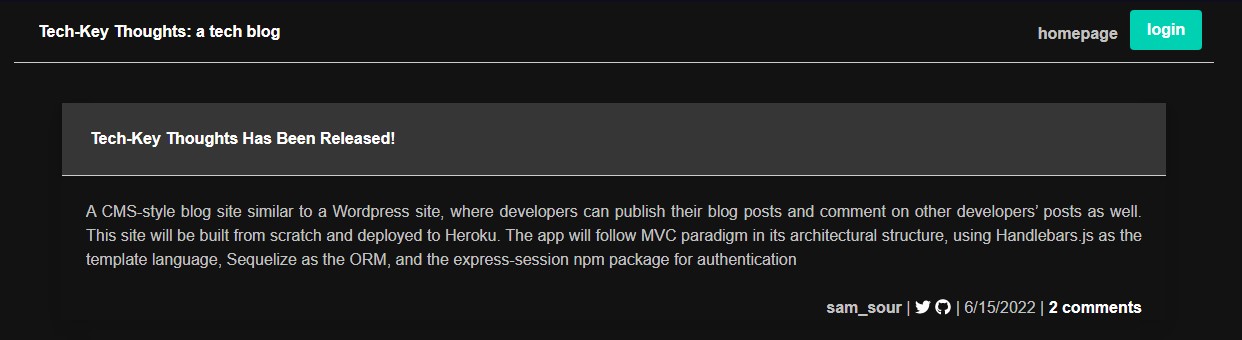 Tech-Key Thoughts: a tech blog
homepage
login
Tech-Key Thoughts Has Been Released!
A CMS-style blog site similar to a Wordpress site, where developers can publish their blog posts and comment on other developers’ posts as well.
This site will be built from scratch and deployed to Heroku. The app will follow MVC paradigm in its architectural structure, using Handlebars.js as the
template language, Sequelize as the ORM, and the express-session npm package for authentication
sam_sour | | 6/15/2022 | 2 comments